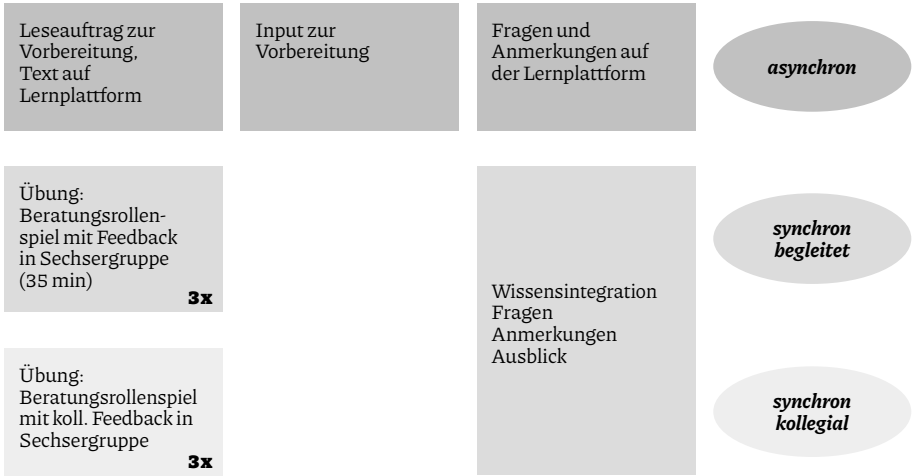 Leseauftrag zur
Vorbereitung,
Text auf
Lernplattform
Input zur
Vorbereitung
Fragen und
Anmerkungen auf
der Lernplattform
asynchron
Übung:
Beratungsrollen-
spiel mit Feedback
in Sechsergruppe
(35 min)
3x
Wissensintegration
Fragen
Anmerkungen
Ausblick
synchron
begleitet
Übung:
Beratungsrollenspiel
mit koll. Feedback in
Sechsergruppe
3x
synchron
kollegial